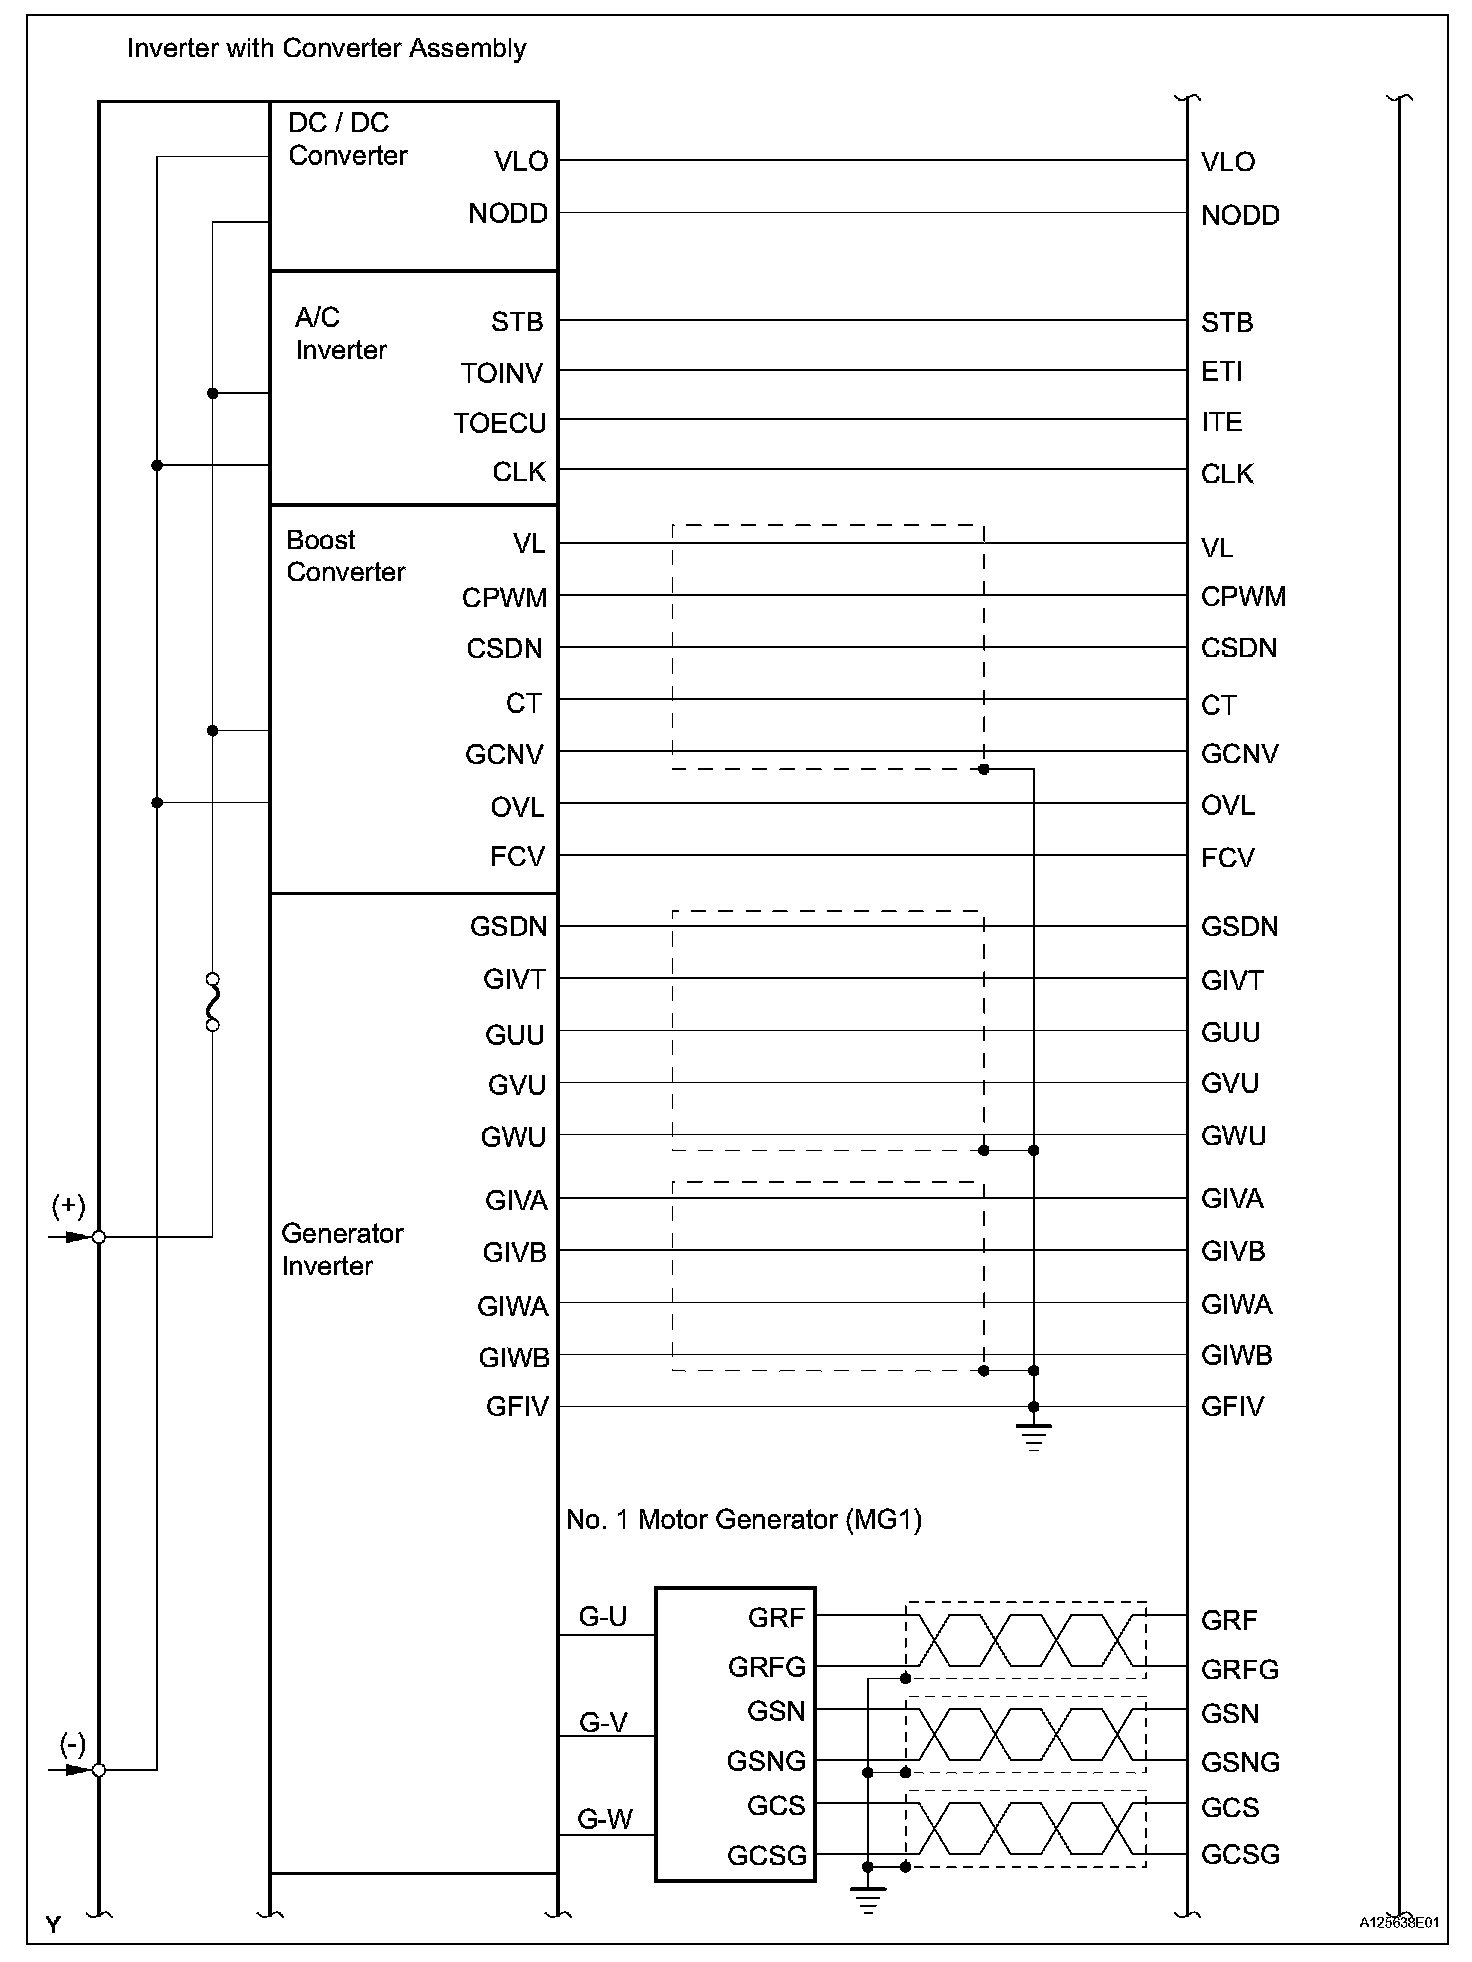 Inverter with Converter Assembly
DC / DC
Converter
VLO
VLO
NODD
NODD
A/C
Inverter
STB
STB
TOINV
ETI
TOECU
ITE
CLK
CLK
Boost
Converter
VL
VL
CPWM
CPWM
CSDN
CSDN
CT
CT
GCNV
GCNV
OVL
OVL
FCV
FCV
GSDN
GSDN
GIVT
GIVT
GUU
GUU
GVU
GVU
GWU
GWU
(+)
Generator
Inverter
GIVA
GIVA
GIVB
GIVB
GIWA
GIWA
GIWB
GIWB
GFIV
GFIV
No. 1 Motor Generator (MG1)
G-U
GRF
GRF
GRFG
GRFG
G-V
GSN
GSN
(-)
GSNG
GSNG
G-W
GCS
GCS
GCSG
GCSG
Y
A125638E01